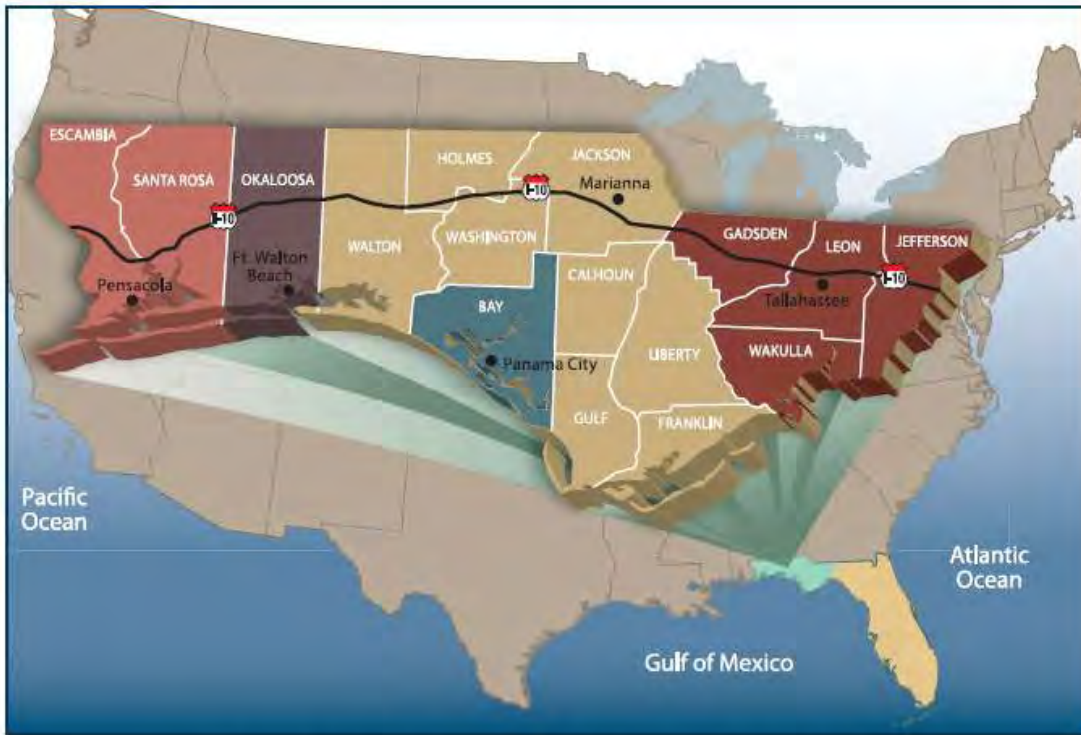 ESCAMBIA
SANTA ROSA
OKALOOSA
HOLMES
JACKSON
Marianna
I-10
I-10
WALTON
WASHINGTON
GADSDEN
LEON
JEFFERSON
Ft. Walton
Beach
Pensacola
CALHOUN
I-10
Tallahassee
BAY
Panama City
LIBERTY
WAKULLA
GULF
FRANKLIN
Pacific
Ocean
Atlantic
Ocean
Gulf of Mexico